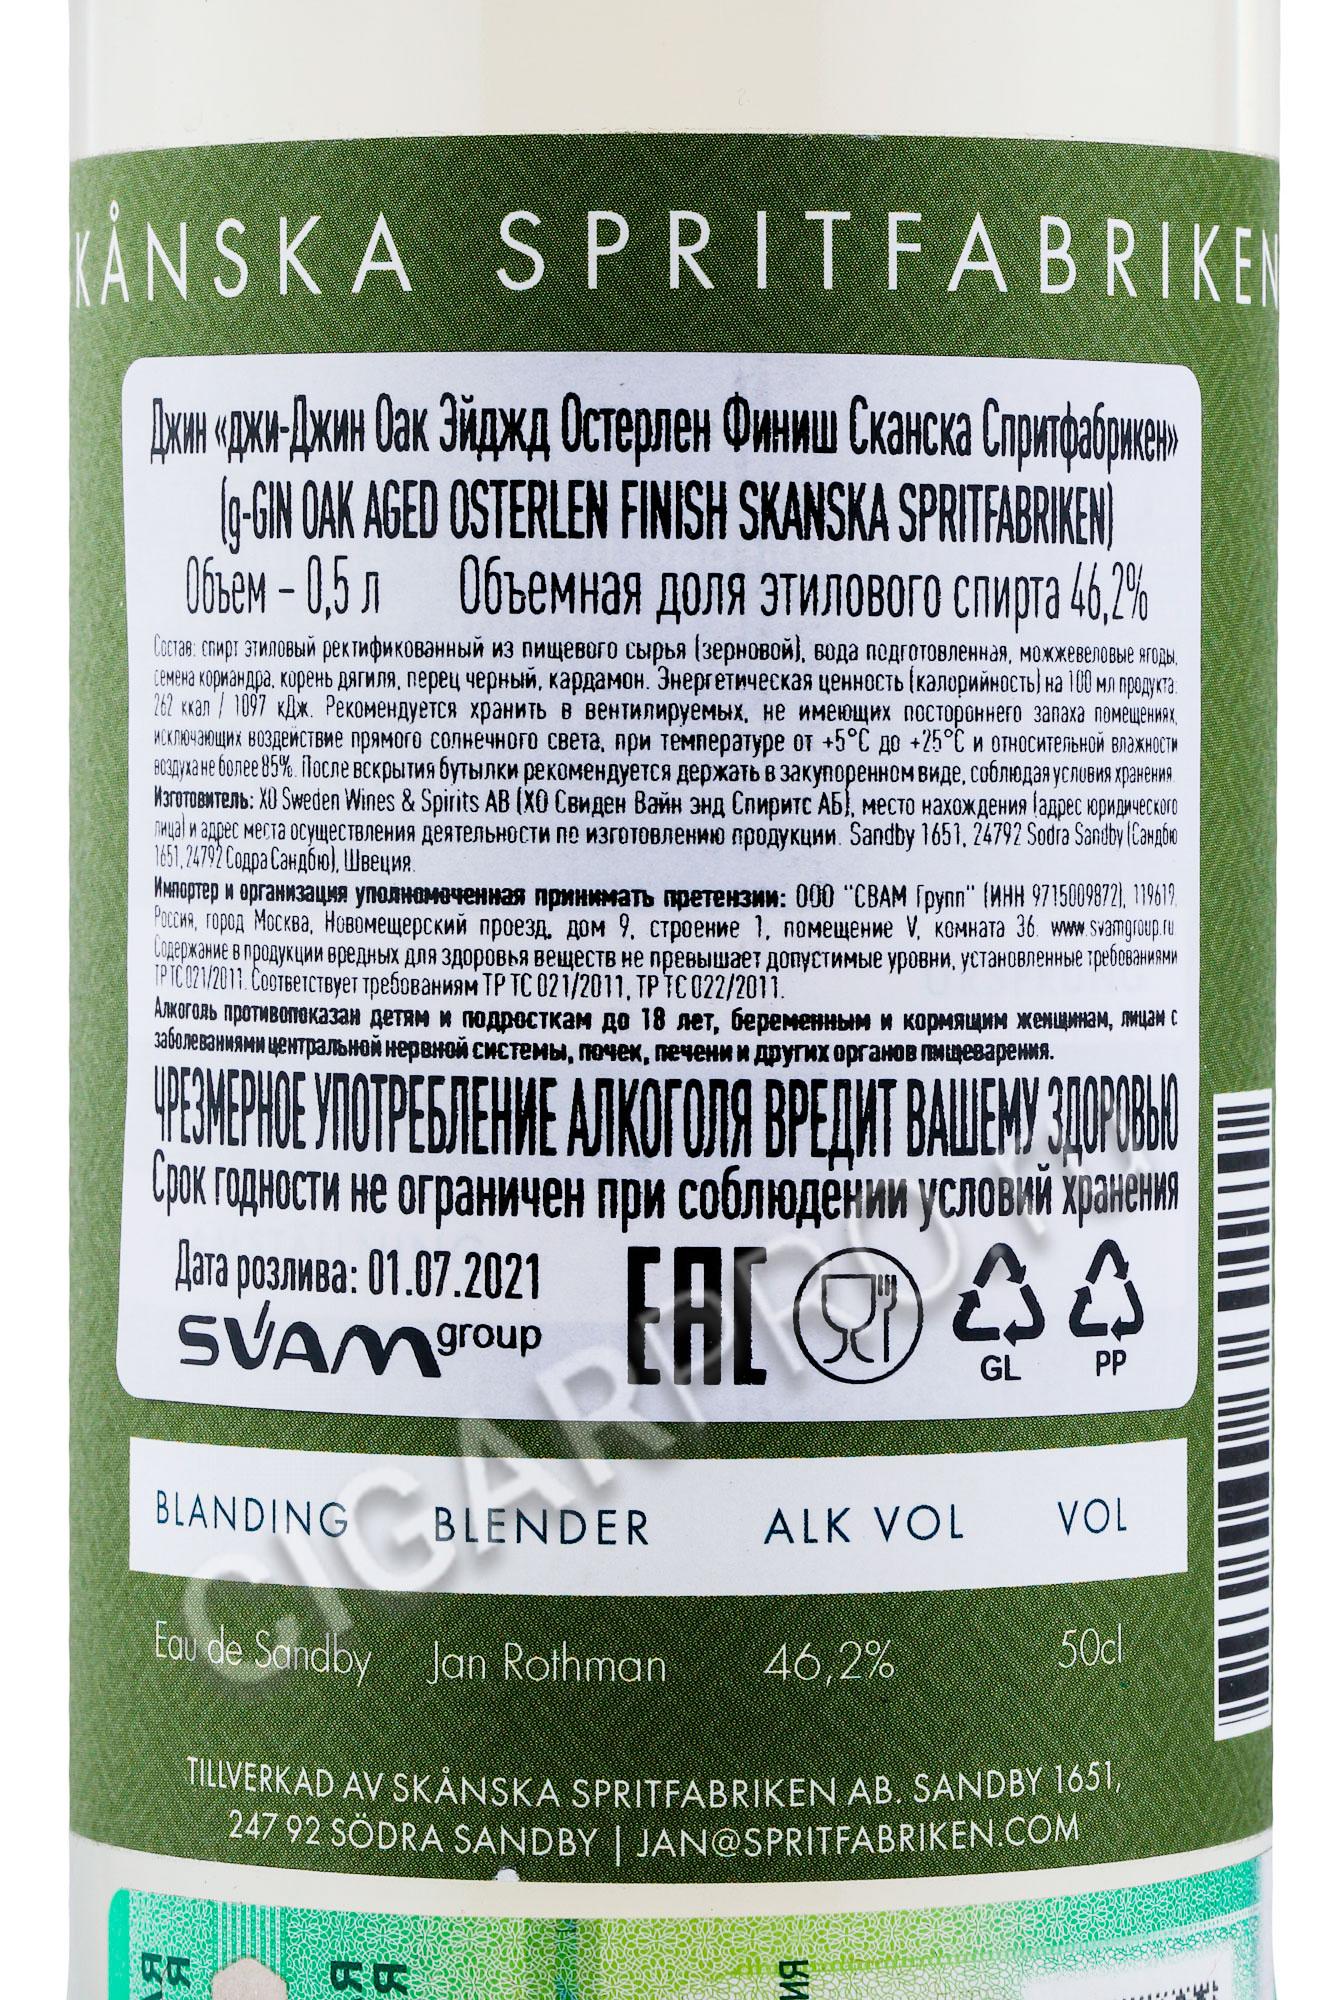 KÅNSKA SPRITFABRIKEN
Джин «джи-Джин Оак Эйджд Остерлен Финиш Сканска Спритфабрикен»
(g-GIN OAK AGED OSTERLEN FINISH SKANSKA SPRITFABRIKEN)
Объем – 0,5 л Объемная доля этилового спирта 46,2%
Состав: спирт этиловый ректификованный из пищевого сырья (зерновой), вода подготовленная, можжевеловые ягоды,
семена кориандра, корень дягиля, перец черный, кардамон. Энергетическая ценность (калорийность) на 100 мл продукта:
262 ккал / 1097 кДж. Рекомендуется хранить в вентилируемых, не имеющих постороннего запаха помещениях,
исключающих воздействие прямого солнечного света, при температуре от +5°С до +25°С и относительной влажности
воздуха не более 85%. После вскрытия бутылки рекомендуется держать в закупоренном виде, соблюдая условия хранения.
Изготовитель: XO Sweden Wines & Spirits AB (ХО Свиден Вайн энд Спиритс АБ), место нахождения (адрес юридического
лица) и адрес места осуществления деятельности по изготовлению продукции: Sandby 1651, 24792 Sodra Sandby (Сандбю
1651, 24792 Содра Сандбю), Швеция.
Импортер и организация уполномоченная принимать претензии: ООО "СВАМ Групп" (ИНН 9715009872), 119619,
Россия, город Москва, Новомещерский проезд, дом 9, строение 1, помещение V, комната 36. www.svamgroup.ru
Содержание в продукции вредных для здоровья веществ не превышает допустимые уровни, установленные требованиями
ТР ТС 021/2011. Соответствует требованиям ТР ТС 021/2011, ТР ТС 022/2011.
Алкоголь противопоказан детям и подросткам до 18 лет, беременным и кормящим женщинам, лицам с
заболеваниями центральной нервной системы, почек, печени и других органов пищеварения.
ЧРЕЗМЕРНОЕ УПОТРЕБЛЕНИЕ АЛКОГОЛЯ ВРЕДИТ ВАШЕМУ ЗДОРОВЬЮ
Срок годности не ограничен при соблюдении условий хранения
Дата розлива: 01.07.2021
SVAM group
EAC
GL PP
CIGARPRO.ru
BLANDING BLENDER ALK VOL VOL
Eau de Sandby Jan Rothman 46,2% 50cl
TILLVERKAD AV SKÅNSKA SPRITFABRIKEN AB. SANDBY 1651,
247 92 SÖDRA SANDBY | JAN@SPRITFABRIKEN.COM